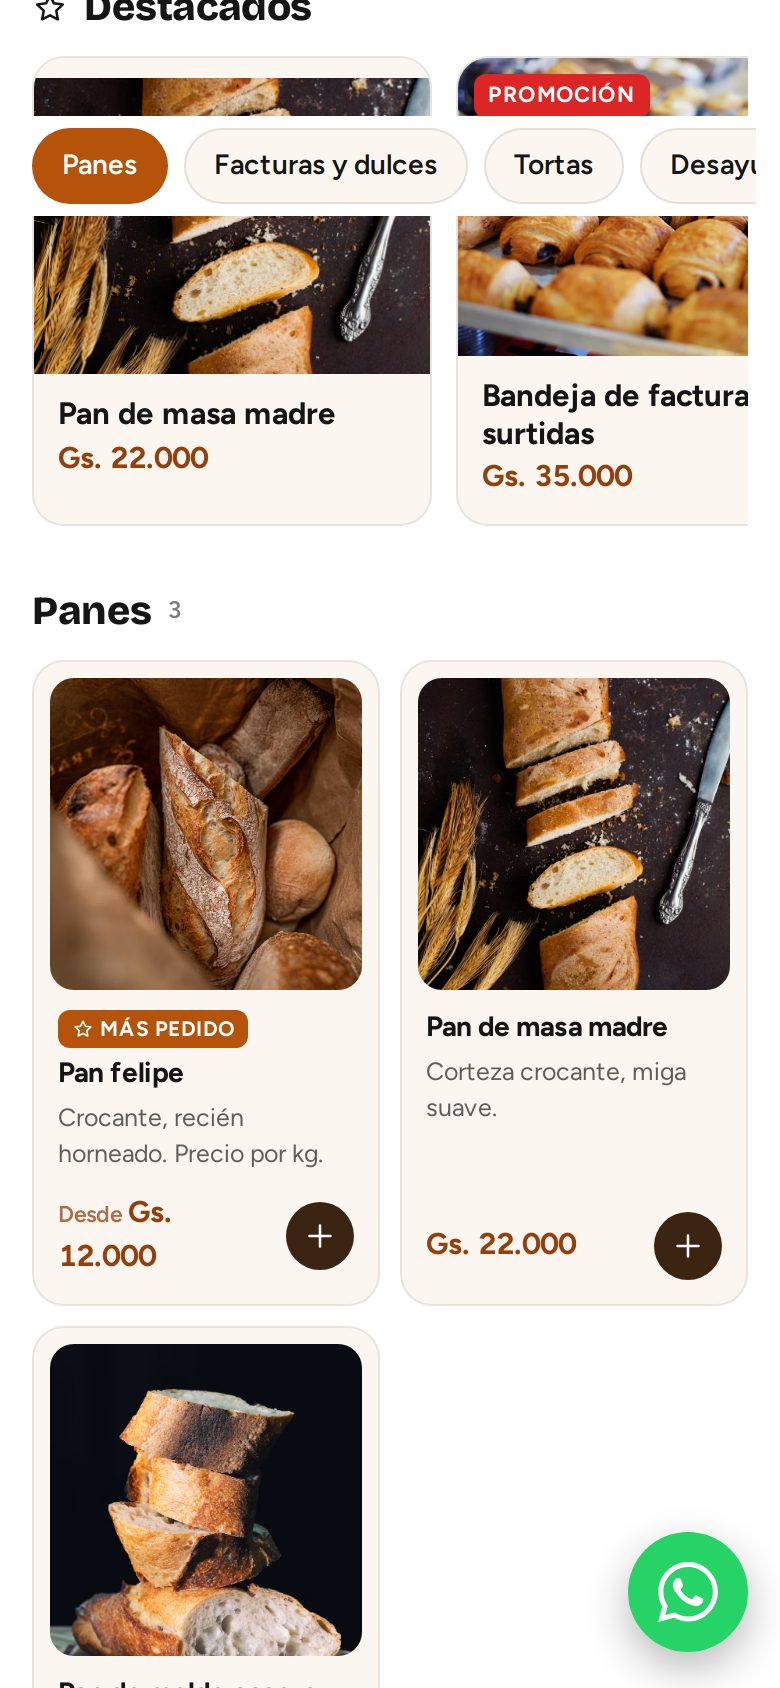 Destacados
PROMOCIÓN
Panes
Facturas y dulces
Tortas
Pan de masa madre
Gs. 22.000
Bandeja de factura
surtidas
Gs. 35.000
Panes 3
MÁS PEDIDO
Pan felipe
Crocante, recién
horneado. Precio por kg.
Desde Gs.
12.000
Pan de masa madre
Corteza crocante, miga
suave.
Gs. 22.000